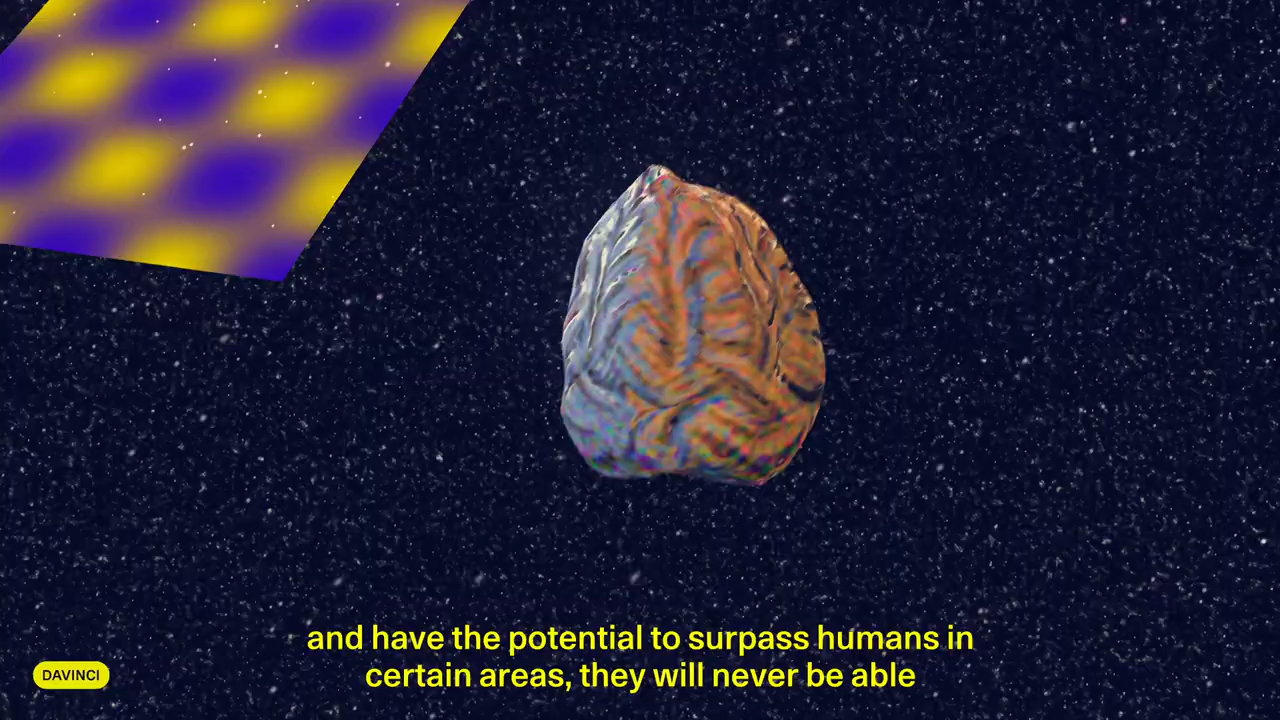 and have the potential to surpass humans in
certain areas, they will never be able
DAVINCI